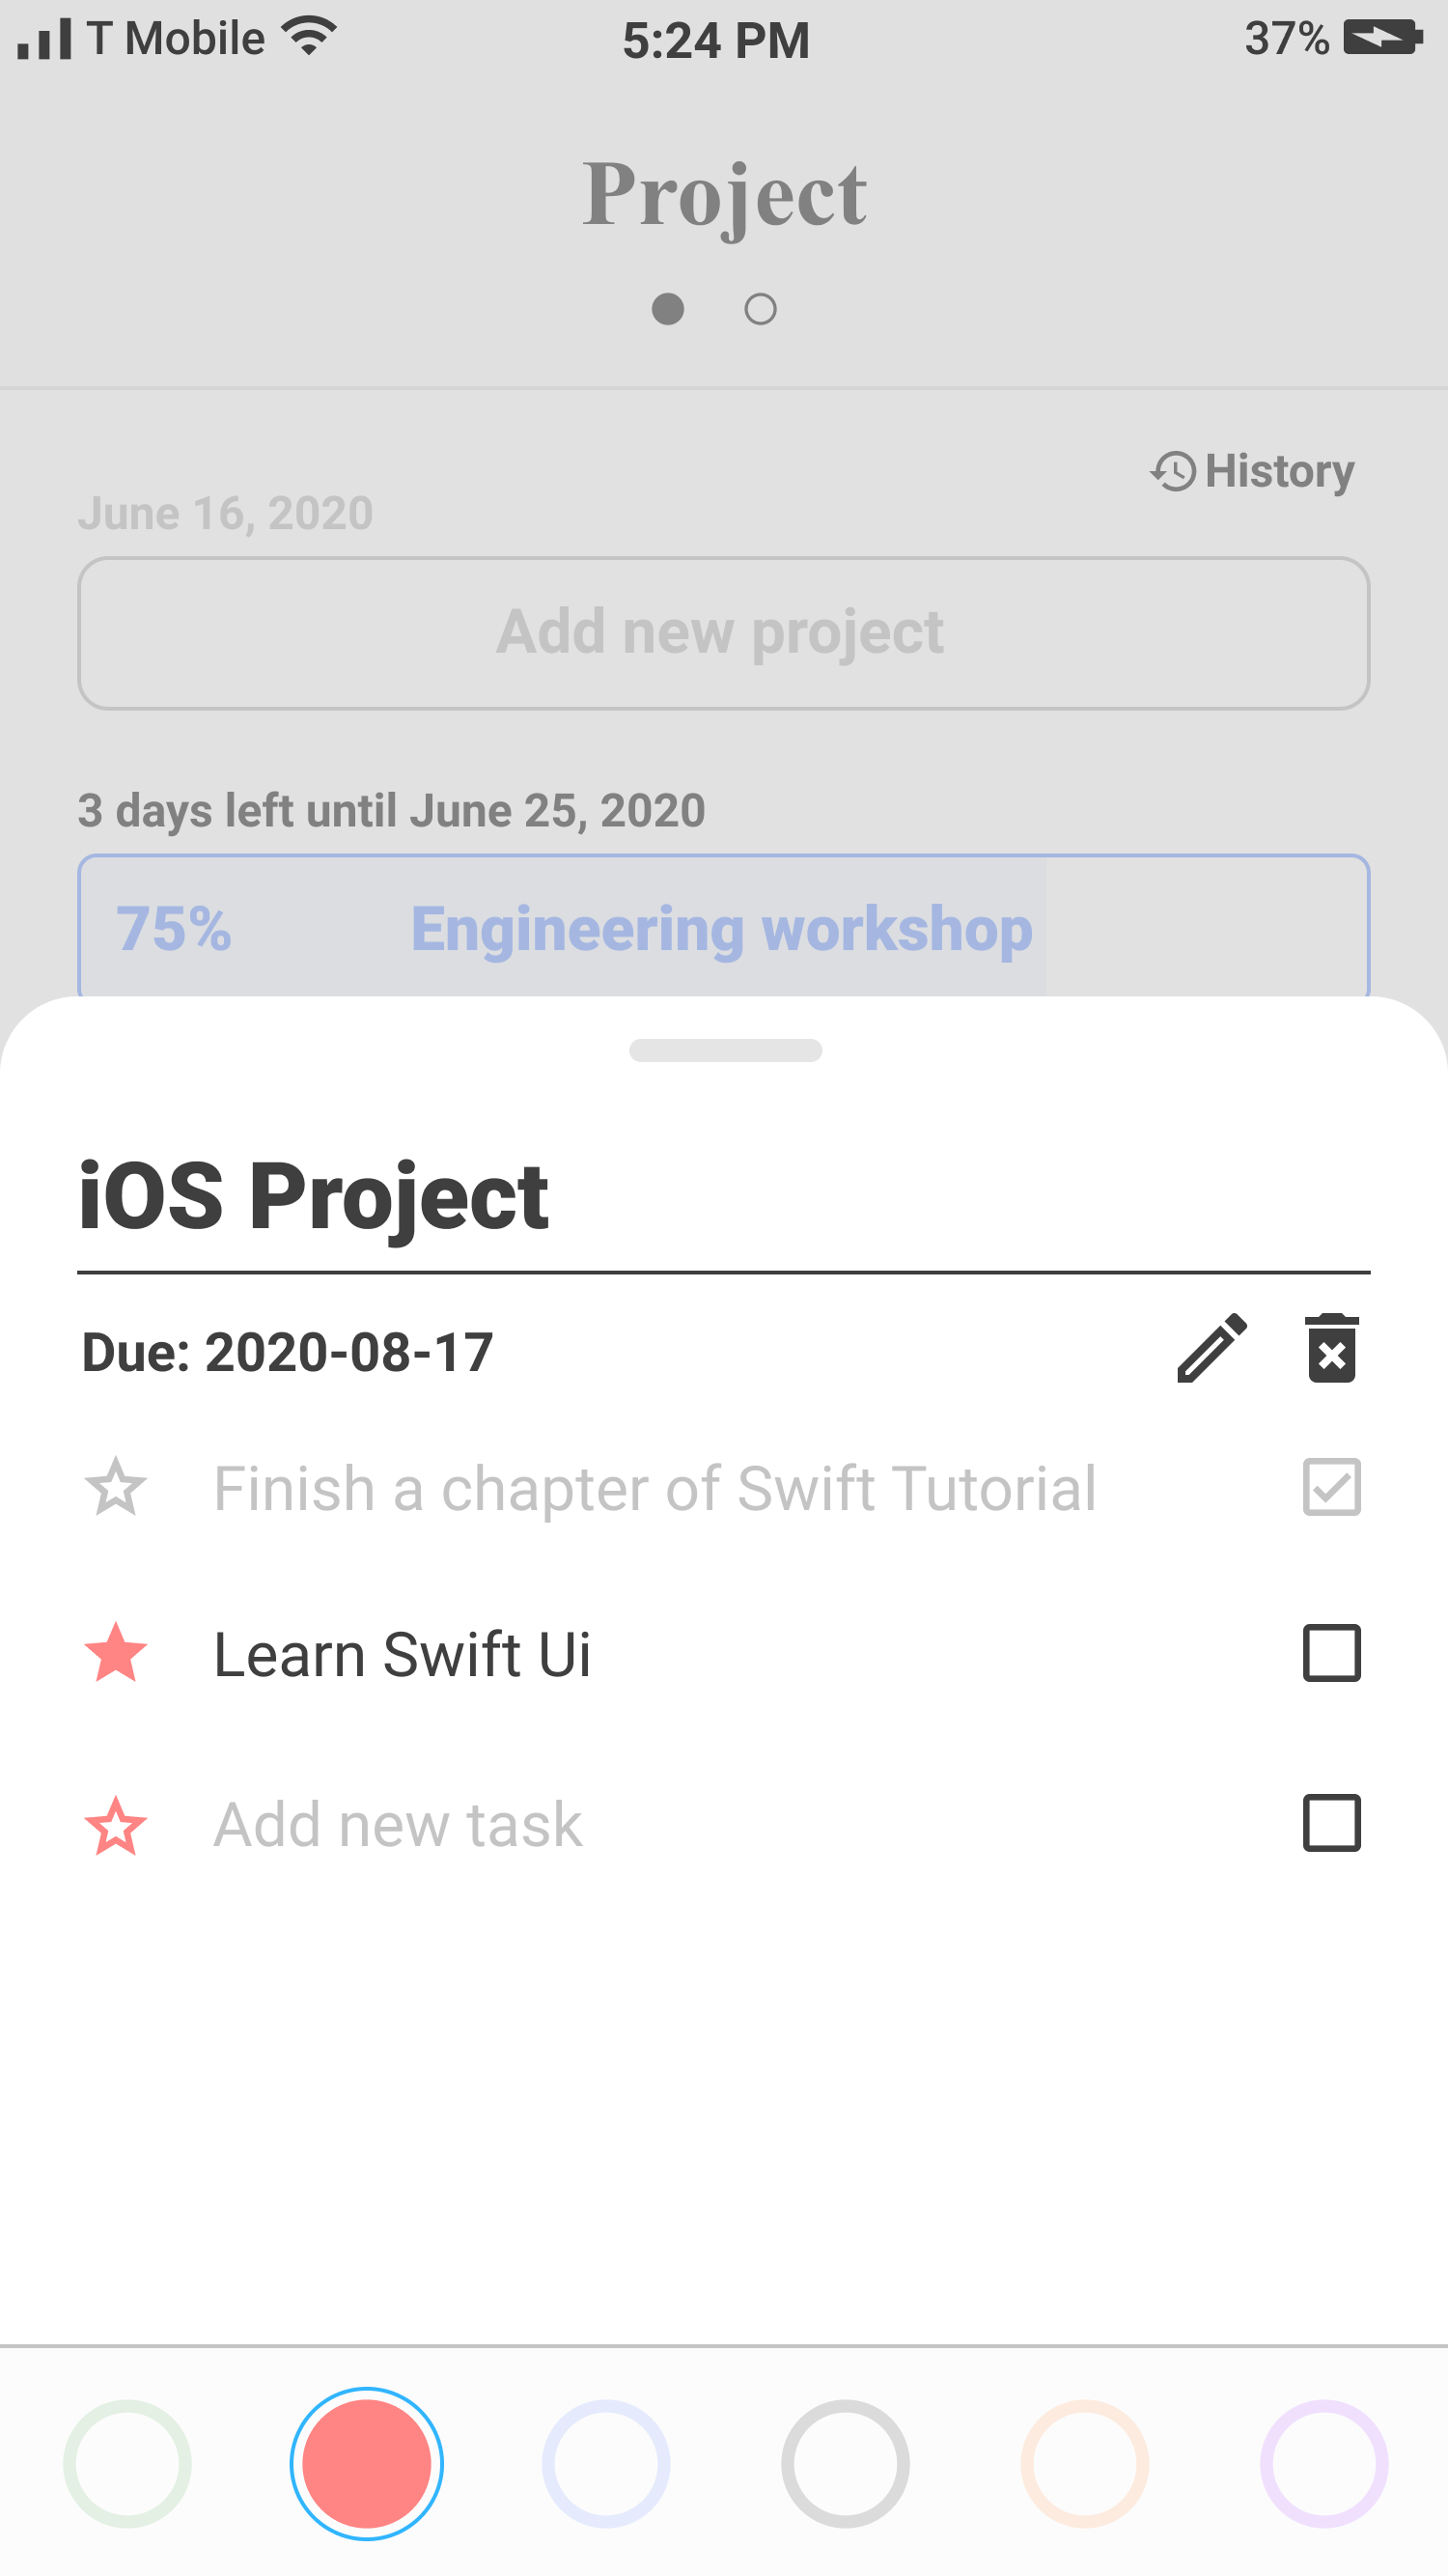 T Mobile 5:24 PM 37%
Project
History
June 16, 2020
Add new project
3 days left until June 25, 2020
75% Engineering workshop
iOS Project
Due: 2020-08-17
Finish a chapter of Swift Tutorial
Learn Swift Ui
Add new task